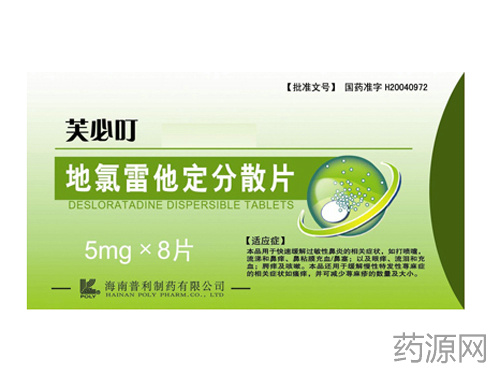 【批准文号】 国药准字 H20040972
芙必叮
地氯雷他定分散片
DESLORATADINE DISPERSIBLE TABLETS
5mg×8片
【适应症】
本品用于快速缓解过敏性鼻炎的相关症状，如打喷嚏，
流涕和鼻痒，鼻粘膜充血/鼻塞；以及眼痒、流泪和充
血；腭痒及咳嗽。本品还用于缓解慢性特发性荨麻疹
的相关症状如瘙痒，并可减少荨麻疹的数量及大小。
POLY
海南普利制药有限公司
HAINAN POLY PHARM.CO.,LTD
药源网